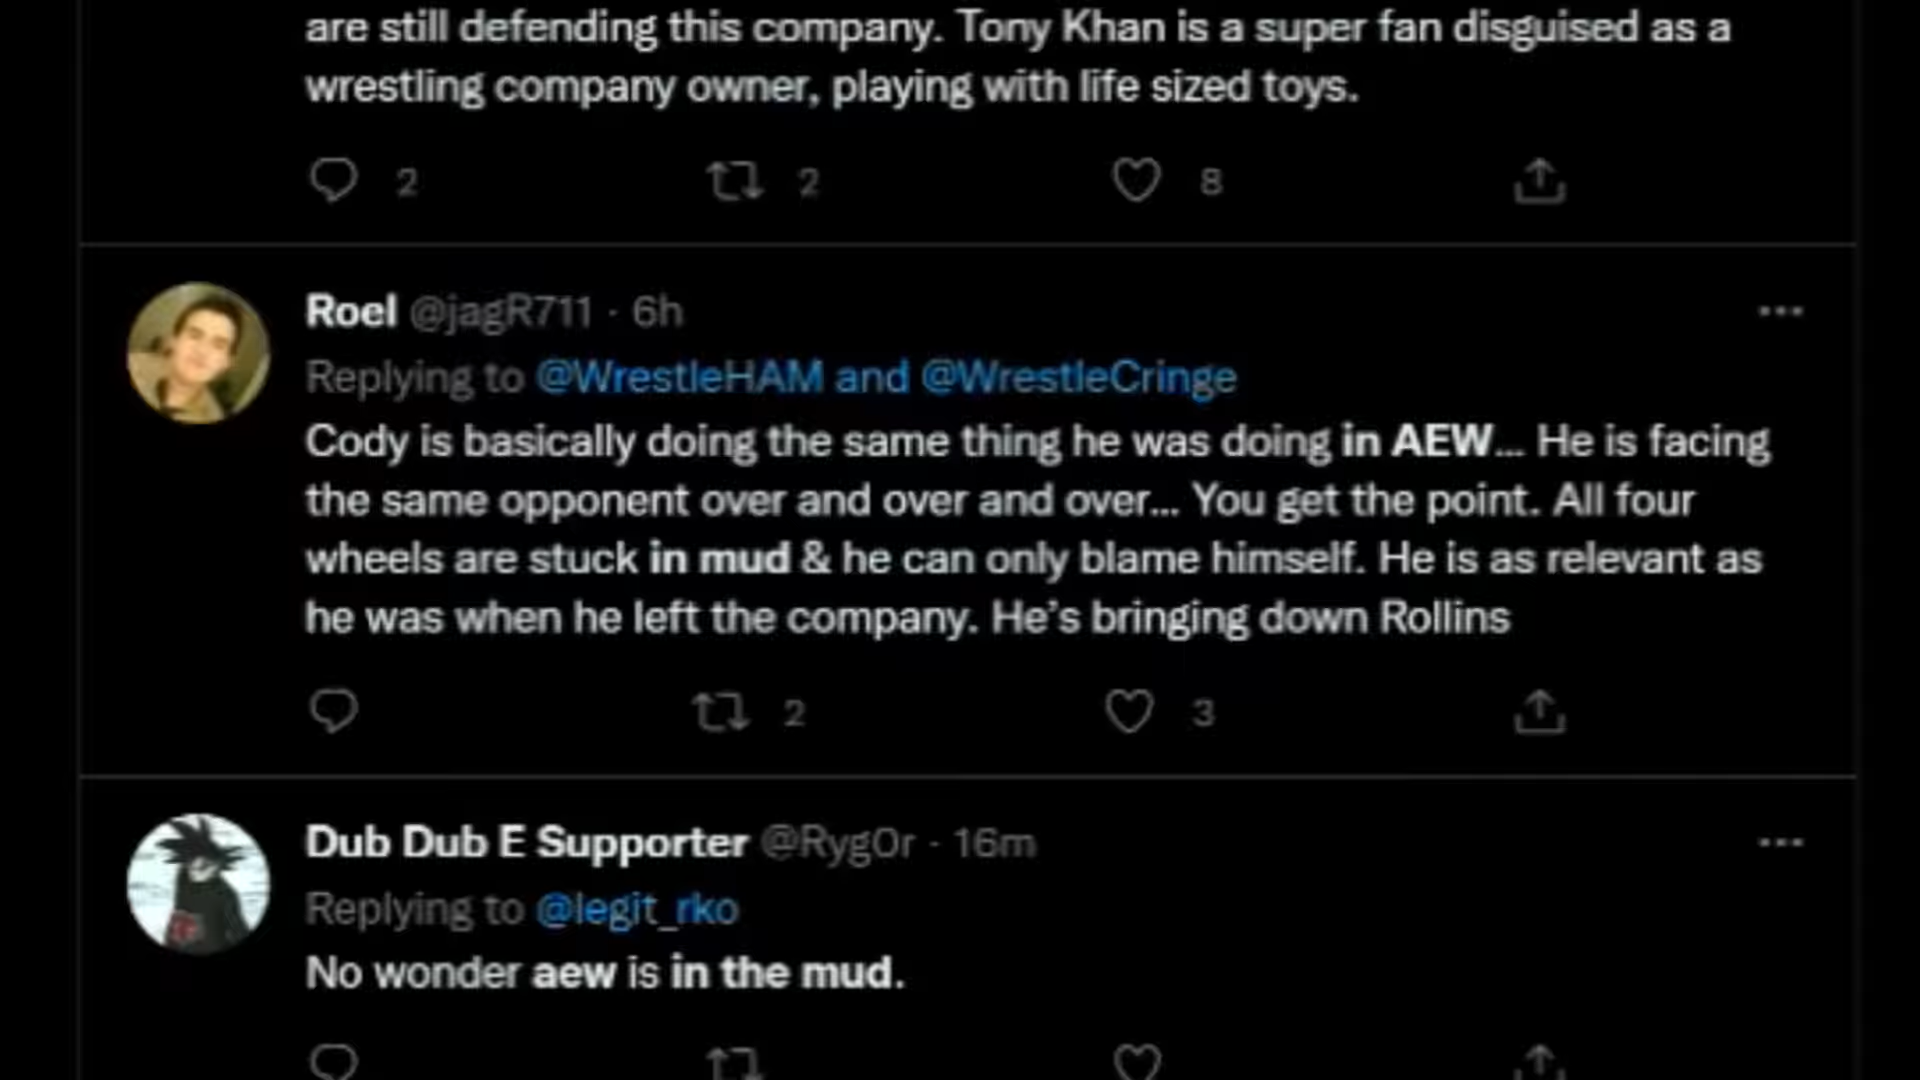 are still defending this company. Tony Khan is a super fan disguised as a
wrestling company owner, playing with life sized toys.
2 2 8
Roel @jagR711 · 6h
Replying to @WrestleHAM and @WrestleCringe
Cody is basically doing the same thing he was doing in AEW... He is facing
the same opponent over and over and over... You get the point. All four
wheels are stuck in mud & he can only blame himself. He is as relevant as
he was when he left the company. He's bringing down Rollins
2 3
Dub Dub E Supporter @Ryg0r · 16m
Replying to @legit_rko
No wonder aew is in the mud.